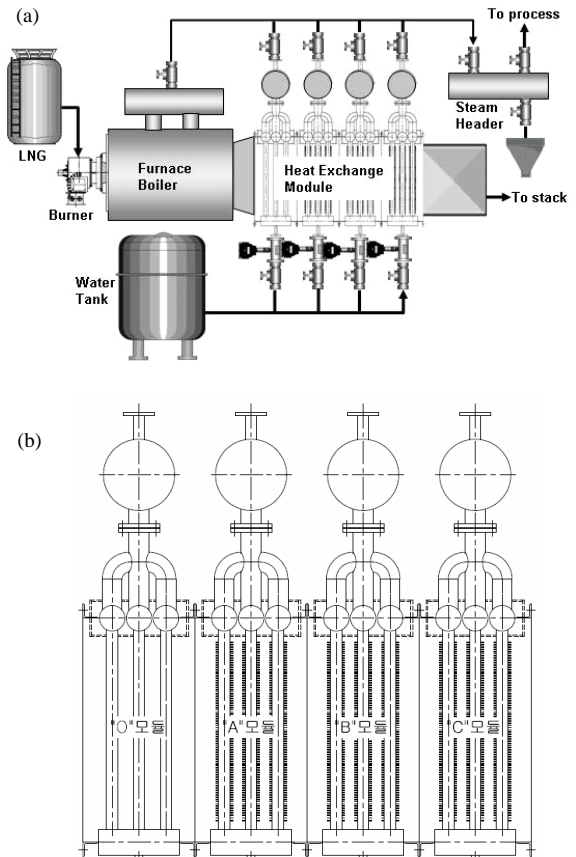 (a)
To process
LNG
Burner
Furnace
Boiler
Heat Exchange
Module
Steam
Header
To stack
Water
Tank
(b)
"O"모듈
"A"모듈
"B"모듈
"C"모듈